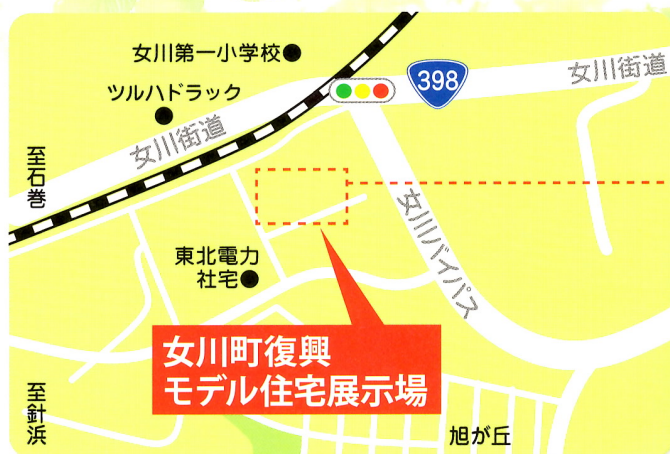 女川第一小学校
ツルハドラック
女川街道
398
女川街道
至石巻
女川バイパス
東北電力
社宅
女川町復興
モデル住宅展示場
至針浜
旭が丘